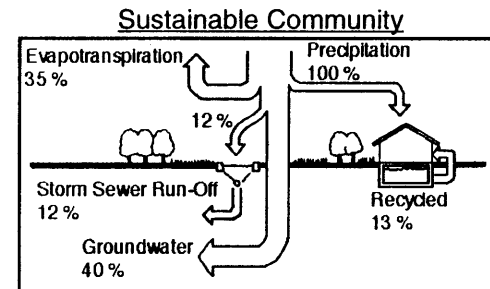 Sustainable Community
Evapotranspiration
35 %
Precipitation
100 %
12 %
Storm Sewer Run-Off
12 %
Recycled
13 %
Groundwater
40 %